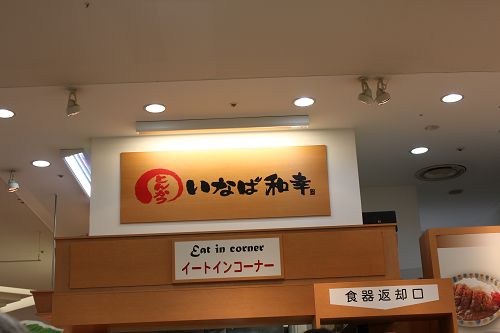 とんかつ
いなば和幸
Eat in corner
イートインコーナー
食器返却口